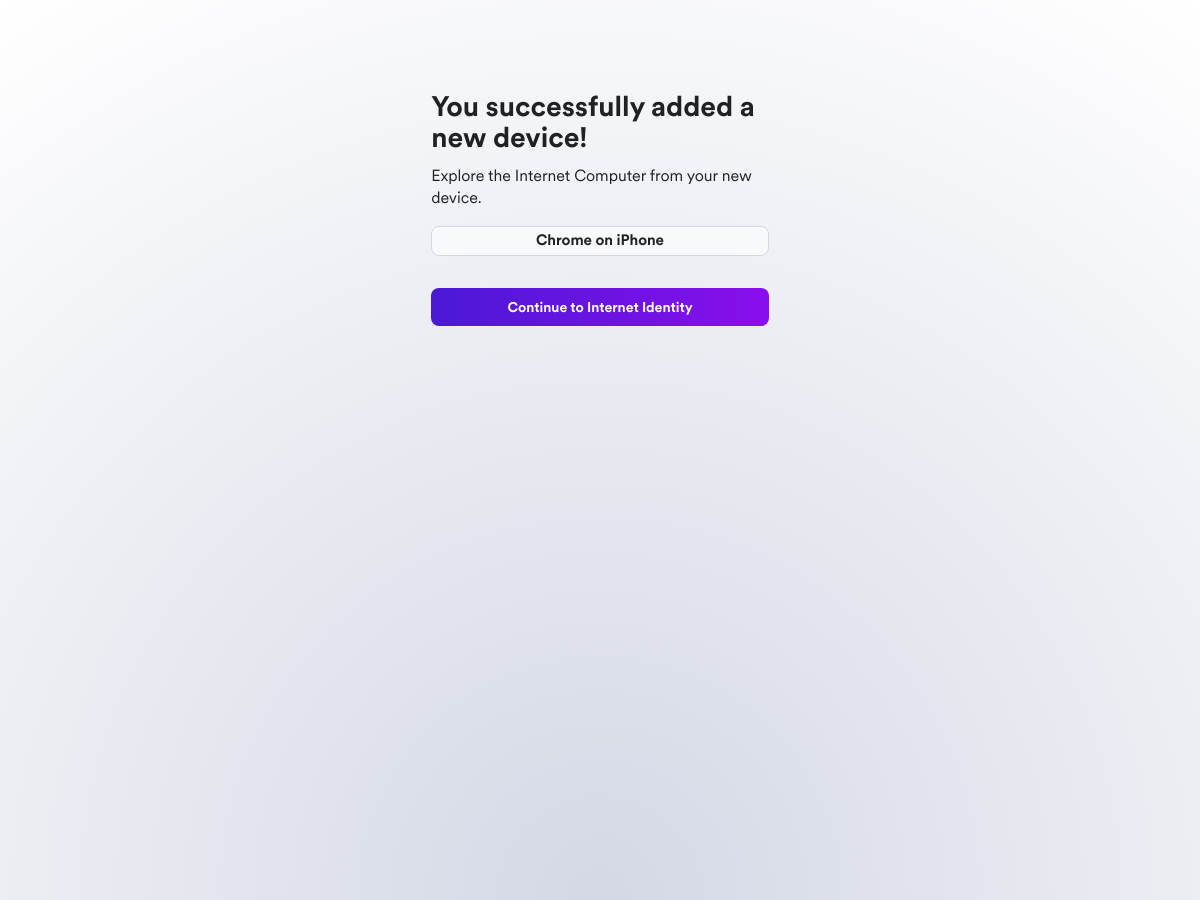 You successfully added a
new device!
Explore the Internet Computer from your new
device.
Chrome on iPhone
Continue to Internet Identity